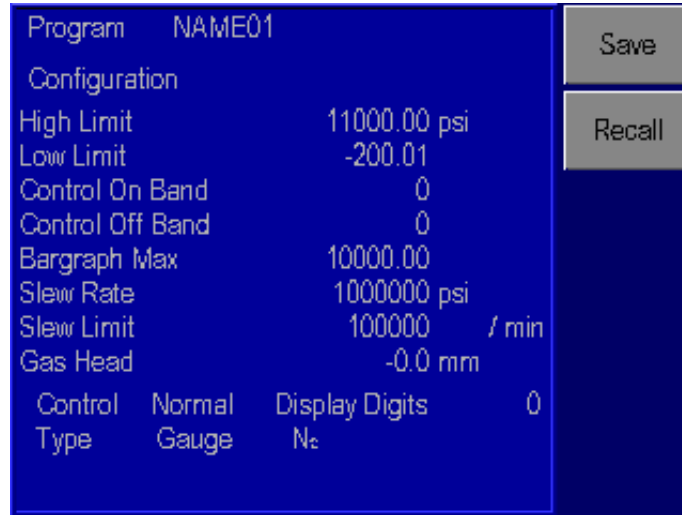 Program NAME01
Save
Configuration
High Limit 11000.00 psi
Recall
Low Limit -200.01
Control On Band 0
Control Off Band 0
Bargraph Max 10000.00
Slew Rate 1000000 psi
Slew Limit 100000 / min
Gas Head -0.0 mm
Control Normal Display Digits 0
Type Gauge N₂